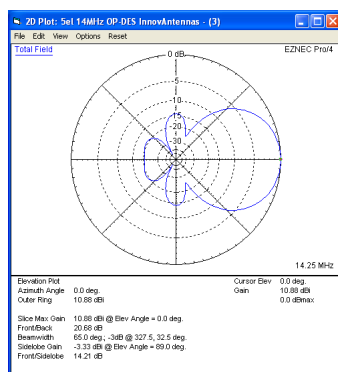 2D Plot: 5el 14MHz OP-DES InnovAntennas - (3)
File Edit View Options Reset
Total Field
EZNEC Pro/4
0 dB
-5
-10
-15
-20
-30
14.25 MHz
Elevation Plot
Azimuth Angle 0.0 deg.
Outer Ring 10.88 dBi
Cursor Elev 0.0 deg.
Gain 10.88 dBi
0.0 dBmax
Slice Max Gain 10.88 dBi @ Elev Angle = 0.0 deg.
Front/Back 20.68 dB
Beamwidth 65.0 deg.; -3dB @ 327.5, 32.5 deg.
Sidelobe Gain -3.33 dBi @ Elev Angle = 89.0 deg.
Front/Sidelobe 14.21 dB